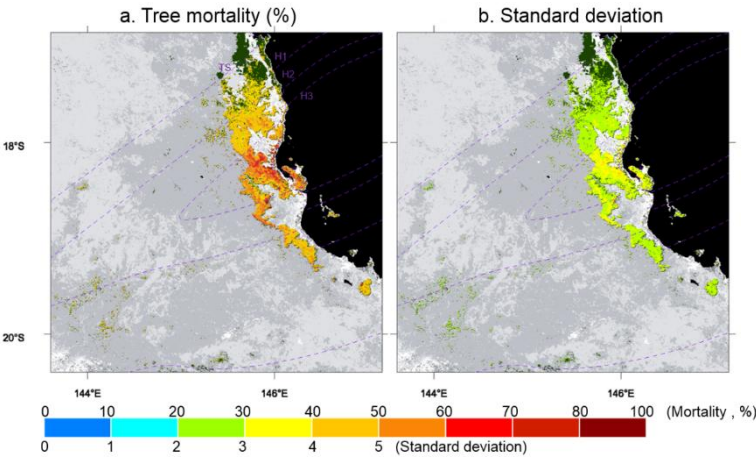 a. Tree mortality (%) b. Standard deviation
H1
TS H2
H3
18°S
20°S
144°E 146°E 144°E 146°E
0 10 20 30 40 50 60 70 80 100 (Mortality , %)
0 1 2 3 4 5 (Standard deviation)